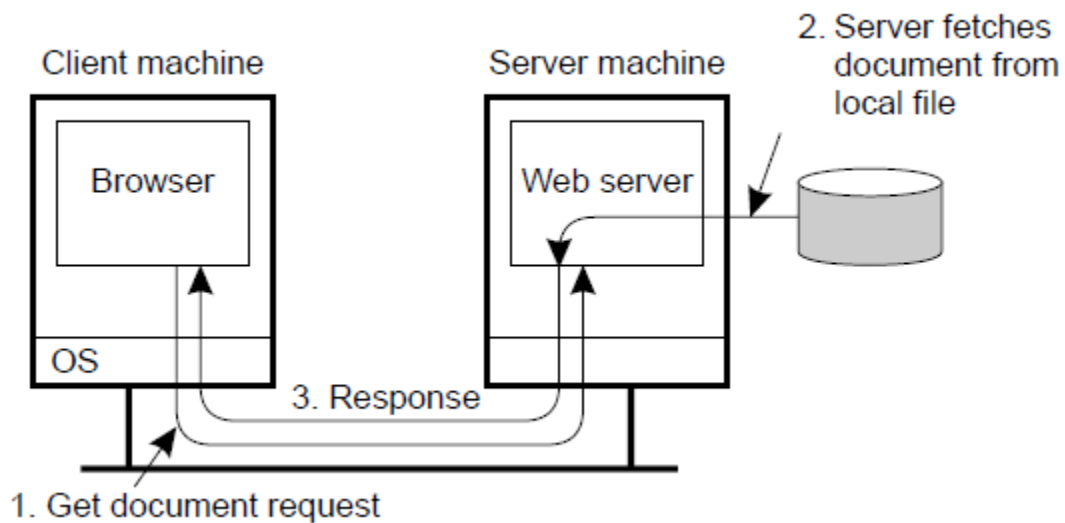 2. Server fetches
document from
local file
Client machine
Server machine
Browser
Web server
OS
3. Response
1. Get document request